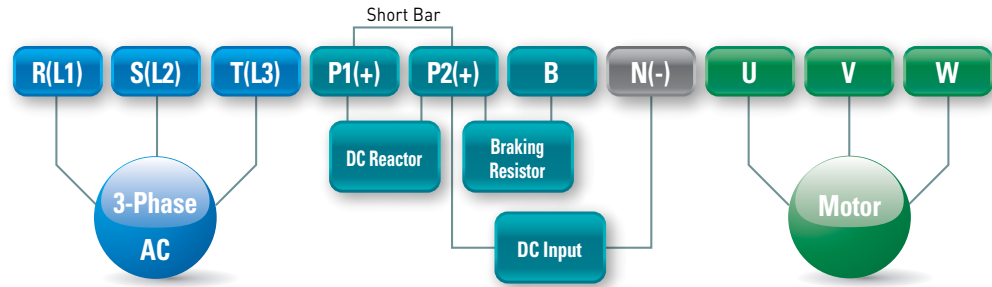 Short Bar
R(L1) S(L2) T(L3) P1(+) P2(+) B N(-) U V W
DC Reactor
Braking
Resistor
3-Phase
AC
Motor
DC Input